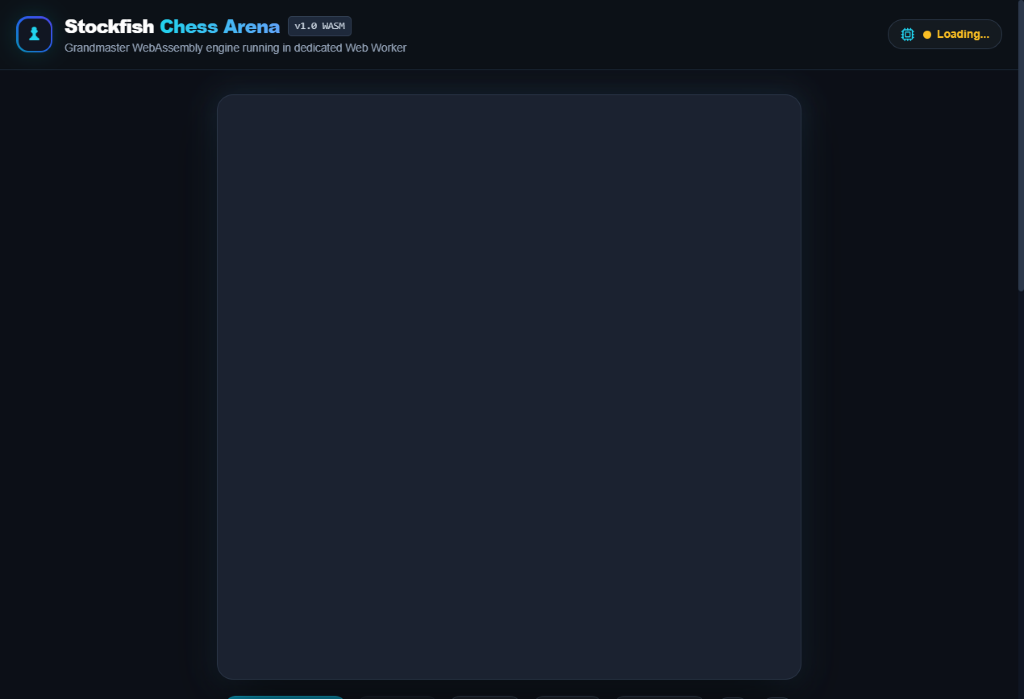 Stockfish Chess Arena v1.0 WASM
Grandmaster WebAssembly engine running in dedicated Web Worker
Loading...